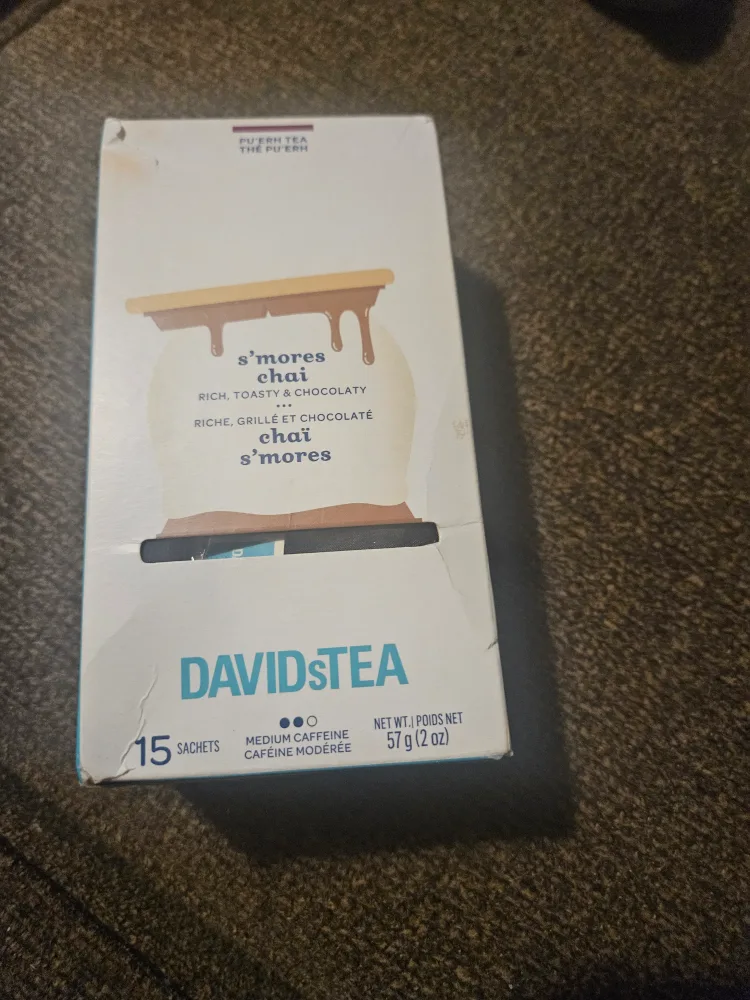 PU'ERH TEA
THÉ PU'ERH
s'mores
chai
RICH, TOASTY & CHOCOLATY
•••
RICHE, GRILLÉ ET CHOCOLATÉ
chaï
s'mores
DAVIDsTEA
15 SACHETS
MEDIUM CAFFEINE
CAFÉINE MODÉRÉE
NET WT. | POIDS NET
57 g (2 oz)